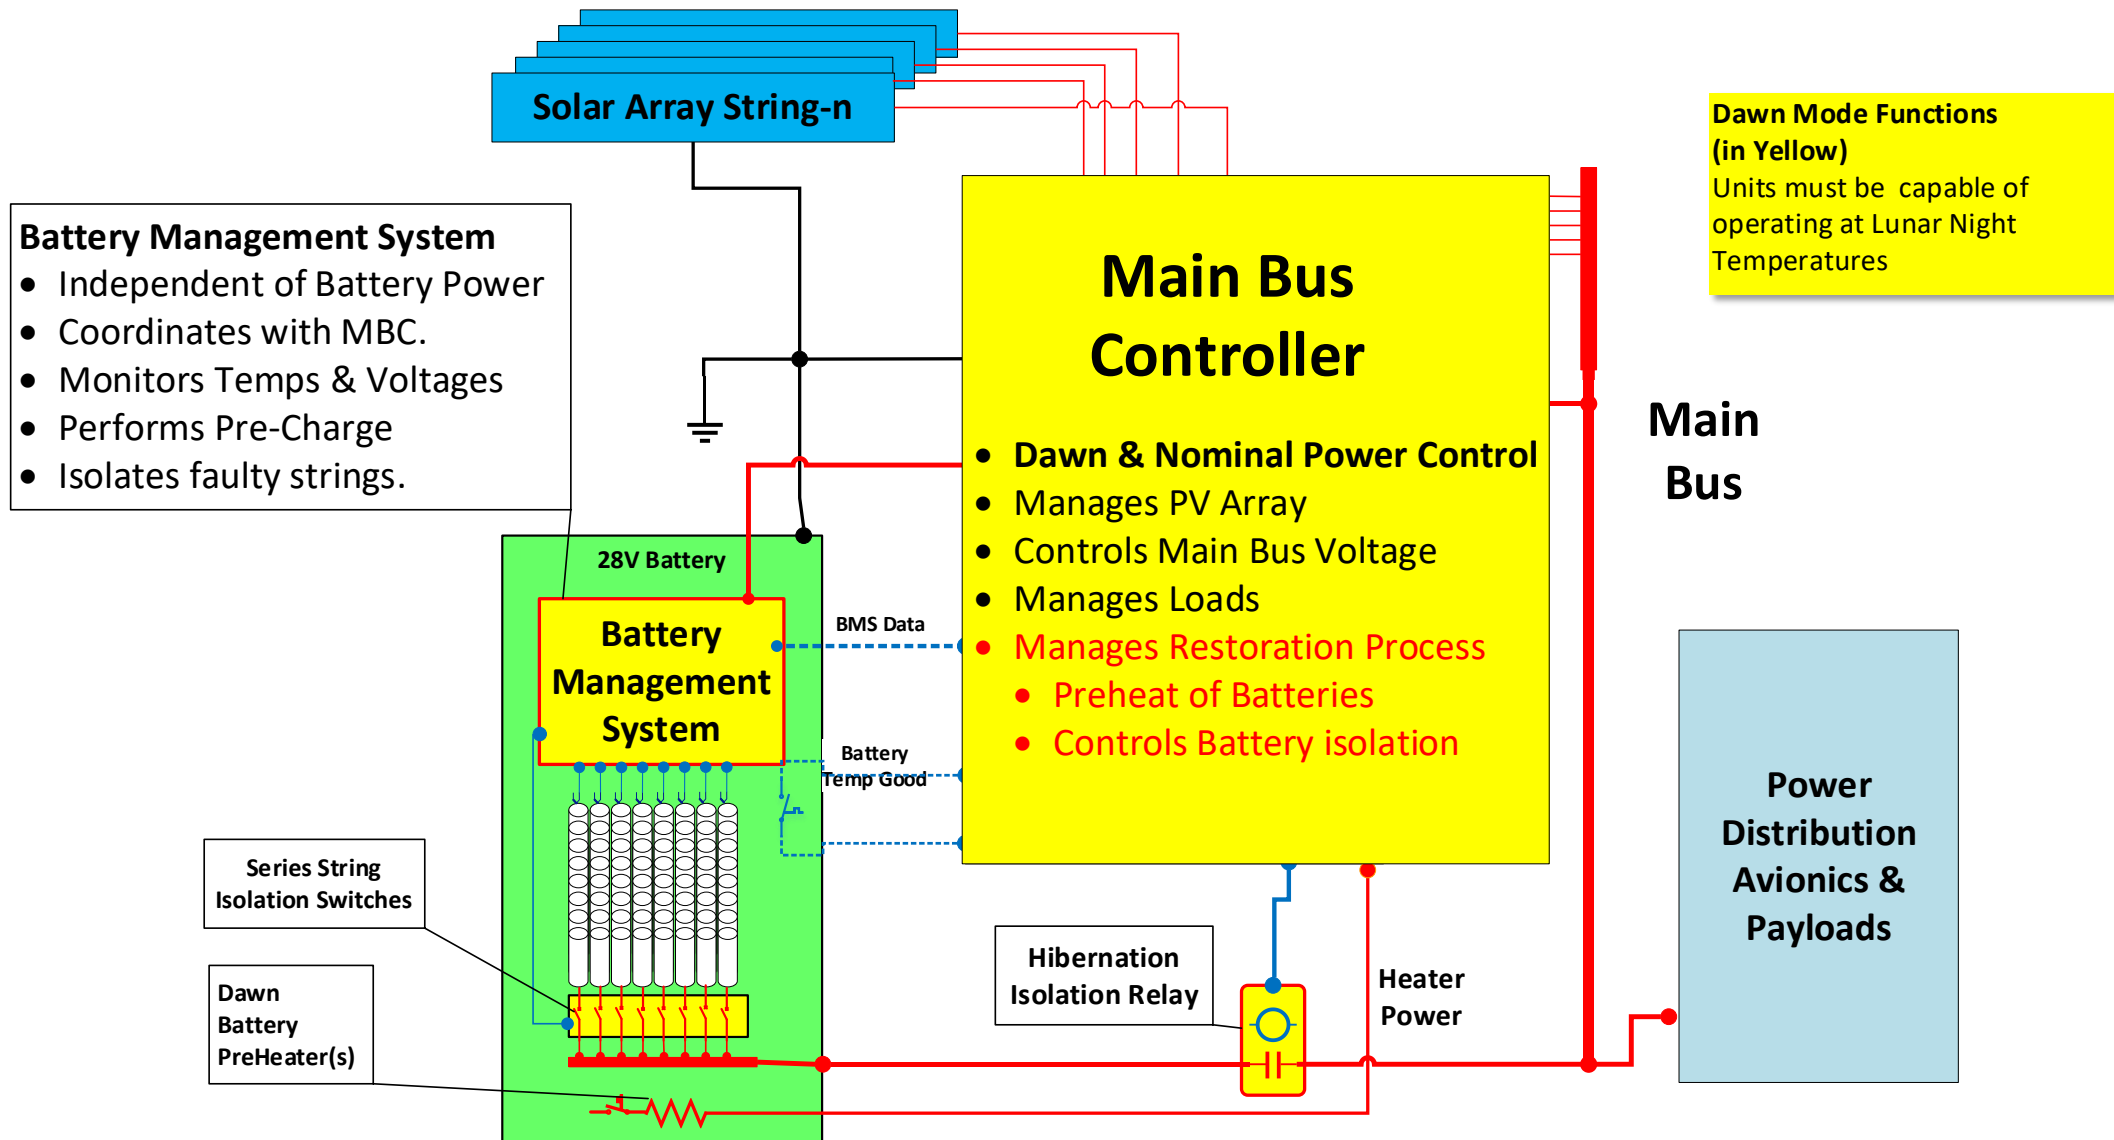 Solar Array String-n
Dawn Mode Functions
(in Yellow)
Units must be capable of
operating at Lunar Night
Temperatures
Battery Management System
• Independent of Battery Power
• Coordinates with MBC.
• Monitors Temps & Voltages
• Performs Pre-Charge
• Isolates faulty strings.
Main Bus
Controller
• Dawn & Nominal Power Control
• Manages PV Array
• Controls Main Bus Voltage
• Manages Loads
• Manages Restoration Process
• Preheat of Batteries
• Controls Battery isolation
Main
Bus
28V Battery
Battery
Management
System
BMS Data
Battery
Temp Good
Series String
Isolation Switches
Dawn
Battery
PreHeater(s)
Hibernation
Isolation Relay
Heater
Power
Power
Distribution
Avionics &
Payloads